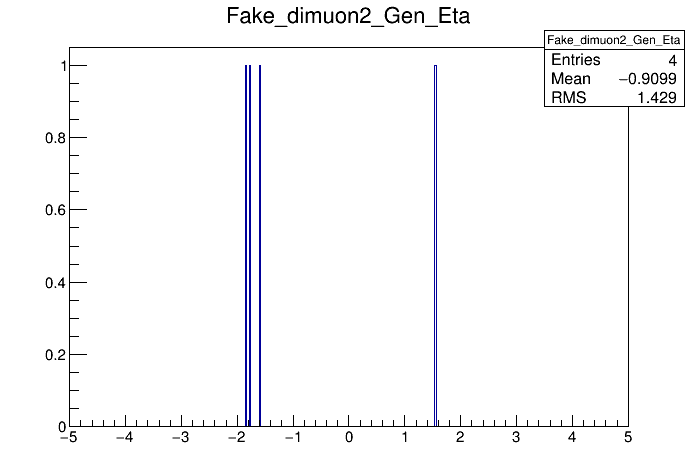 Fake_dimuon2_Gen_Eta
Fake_dimuon2_Gen_Eta
Entries 4
Mean −0.9099
RMS 1.429
1
0.8
0.6
0.4
0.2
0
−5 −4 −3 −2 −1 0 1 2 3 4 5